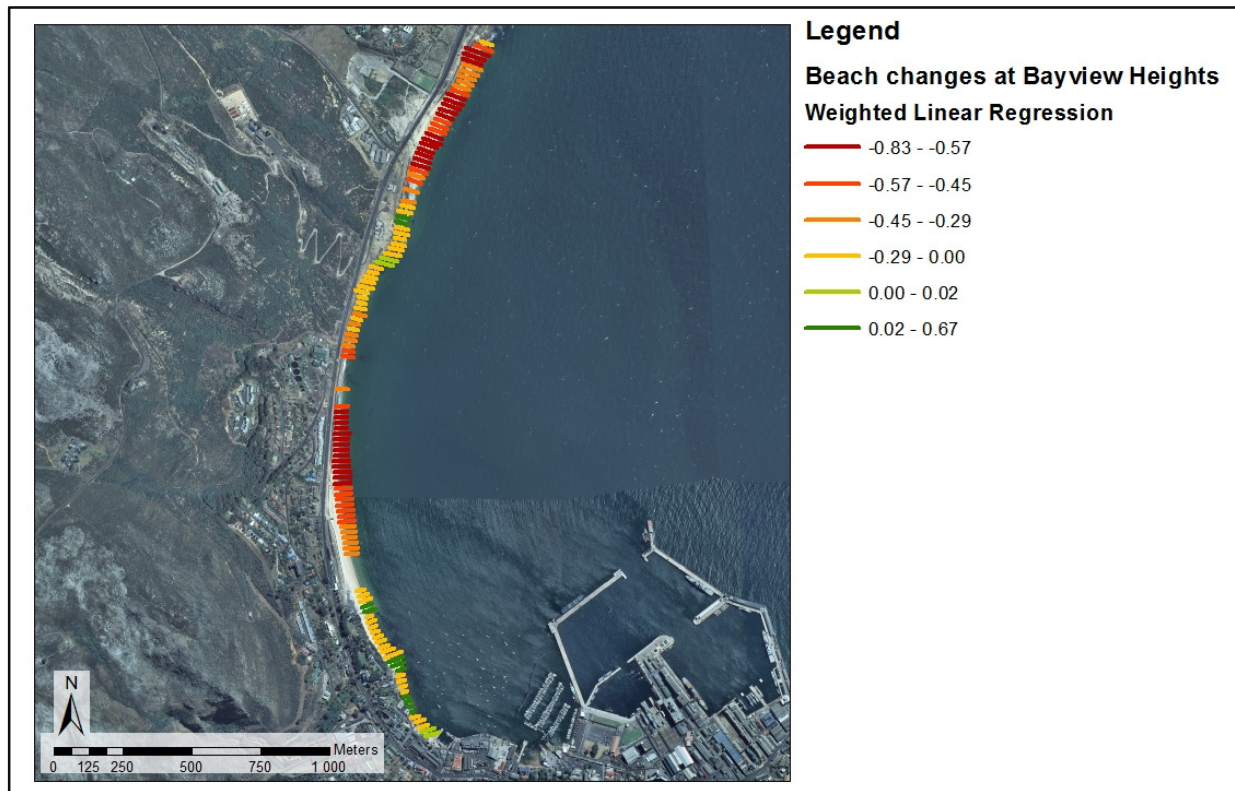 Legend
Beach changes at Bayview Heights
Weighted Linear Regression
-0.83 - -0.57
-0.57 - -0.45
-0.45 - -0.29
-0.29 - 0.00
0.00 - 0.02
0.02 - 0.67
N
Meters
0 125 250 500 750 1 000